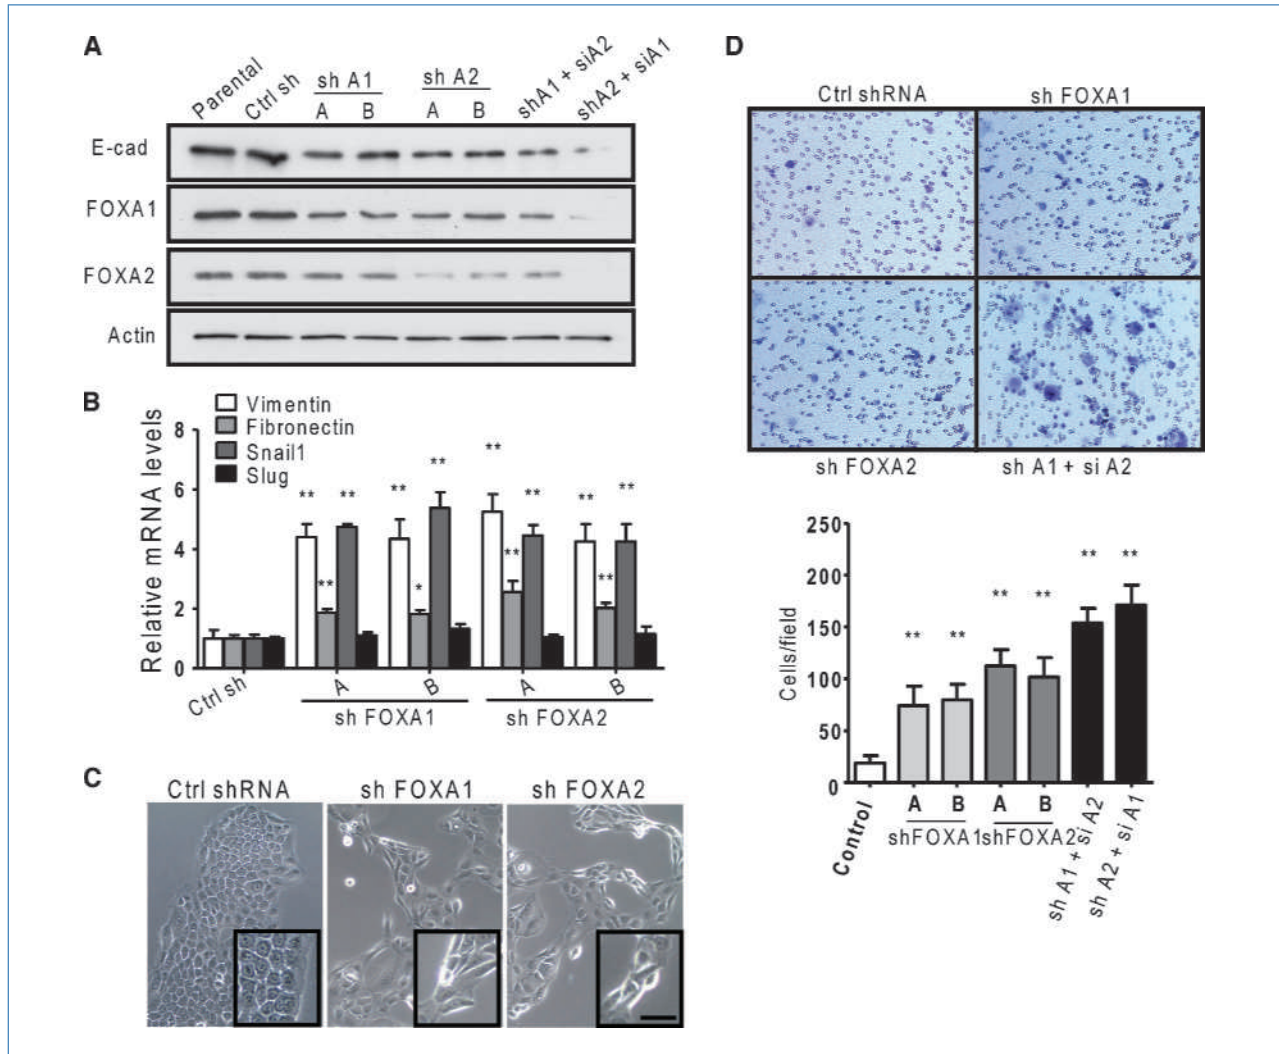 A
Parental Ctrl sh sh A1 sh A2 shA1 + siA2 shA2 + siA1
A B A B
E-cad
FOXA1
FOXA2
Actin
B
Vimentin
Fibronectin
Snail1
Slug
Relative mRNA levels
8
6
4
2
0
** ** ** ** ** ** ** **
** * ** **
Ctrl sh A B A B
sh FOXA1 sh FOXA2
C
Ctrl shRNA sh FOXA1 sh FOXA2
D
Ctrl shRNA sh FOXA1
sh FOXA2 sh A1 + si A2
Cells/field
250
200
150
100
50
0
** ** ** ** ** **
Control A B A B sh A1 + si A2 sh A2 + si A1
shFOXA1 shFOXA2